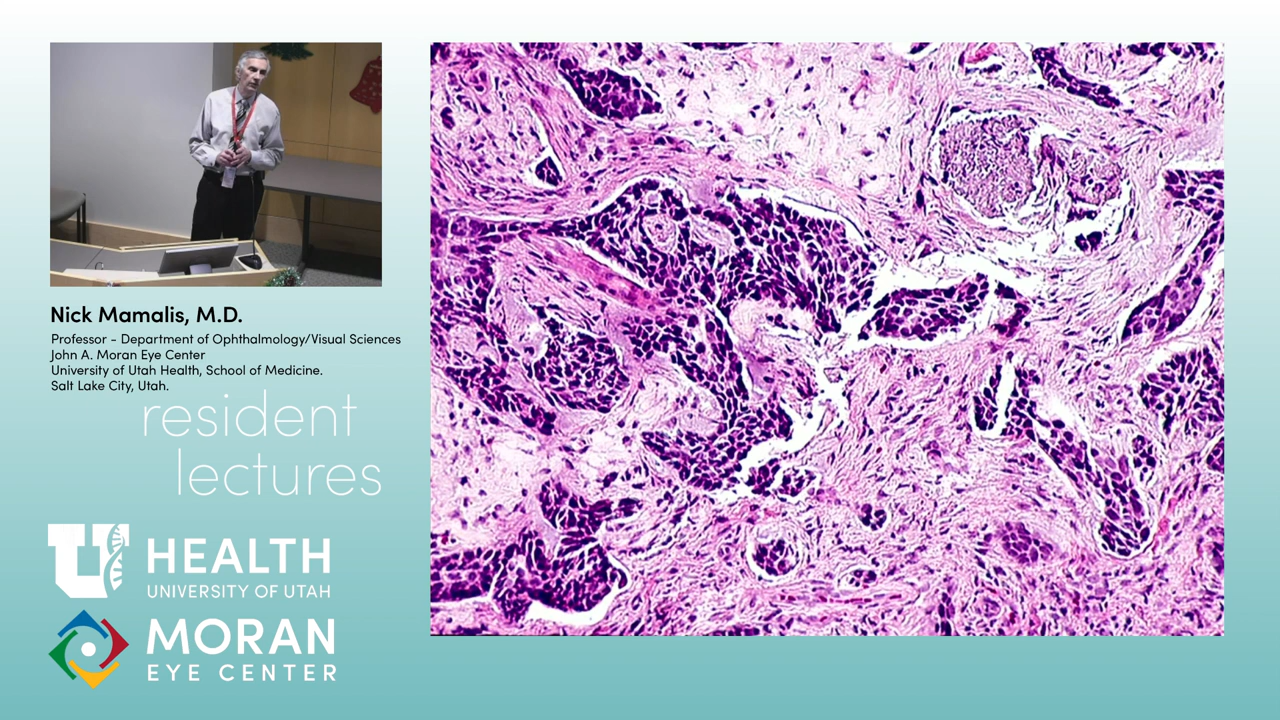 Nick Mamalis, M.D.
Professor - Department of Ophthalmology/Visual Sciences
John A. Moran Eye Center
University of Utah Health, School of Medicine.
Salt Lake City, Utah.
resident
lectures
U HEALTH
UNIVERSITY OF UTAH
MORAN
EYE CENTER